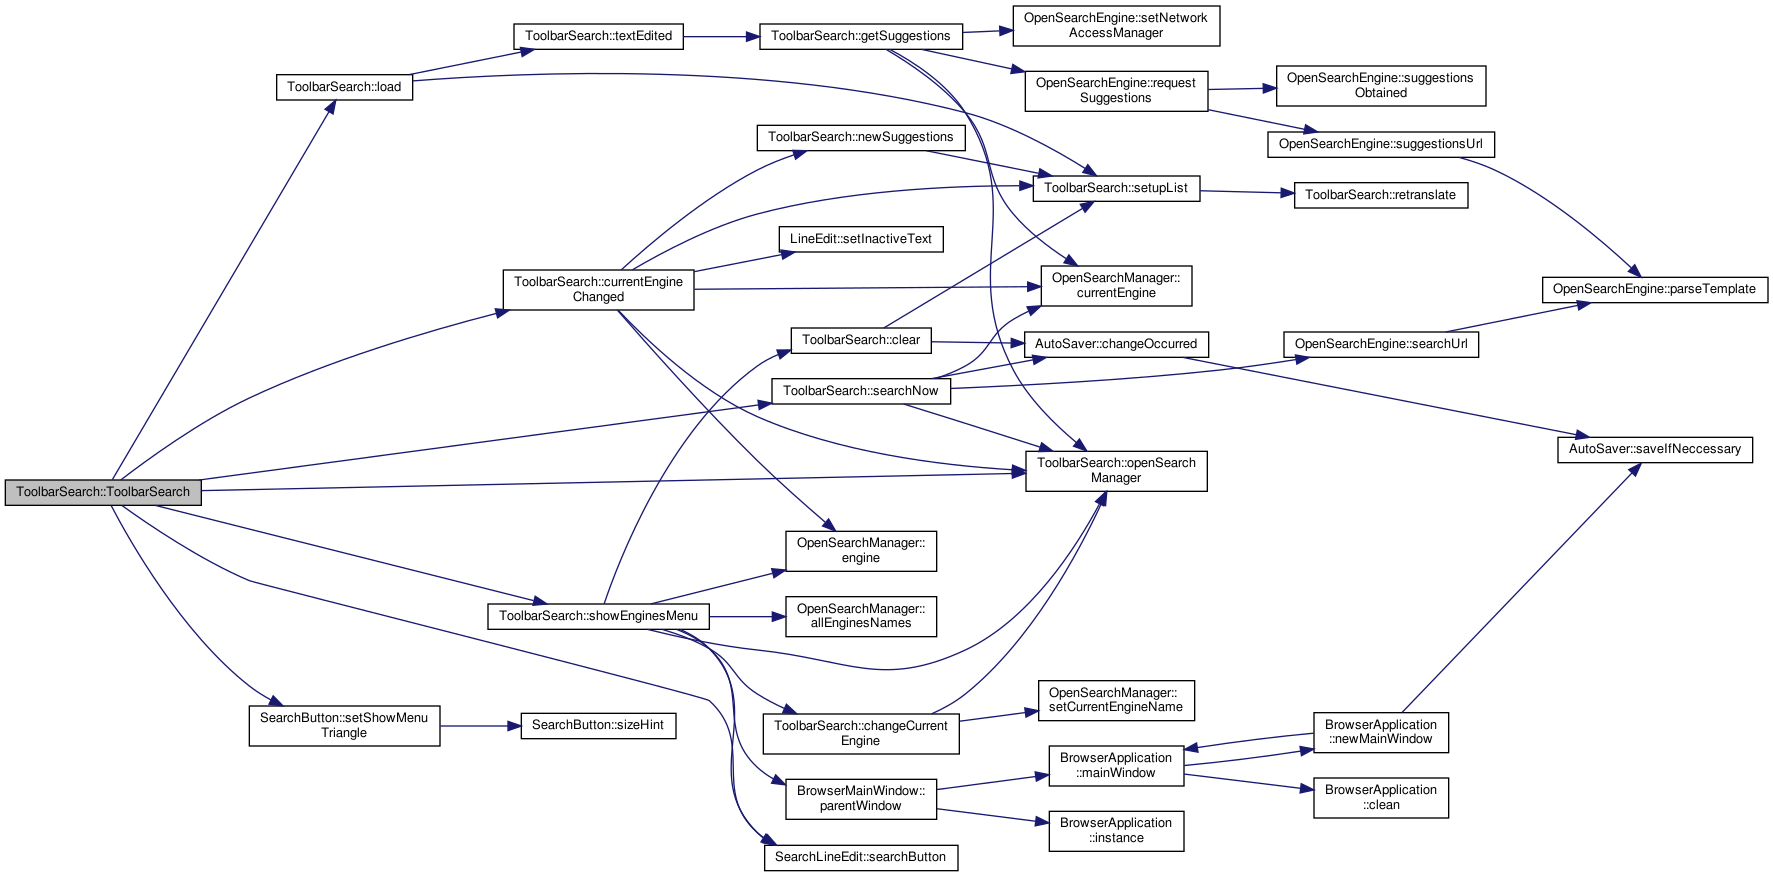 ToolbarSearch::ToolbarSearch
ToolbarSearch::load
ToolbarSearch::textEdited
ToolbarSearch::getSuggestions
OpenSearchEngine::setNetwork
AccessManager
OpenSearchEngine::request
Suggestions
OpenSearchEngine::suggestions
Obtained
OpenSearchEngine::suggestionsUrl
ToolbarSearch::newSuggestions
ToolbarSearch::setupList
ToolbarSearch::retranslate
LineEdit::setInactiveText
ToolbarSearch::currentEngine
Changed
OpenSearchManager::
currentEngine
OpenSearchEngine::parseTemplate
ToolbarSearch::clear
AutoSaver::changeOccurred
OpenSearchEngine::searchUrl
ToolbarSearch::searchNow
ToolbarSearch::openSearch
Manager
AutoSaver::saveIfNeccessary
OpenSearchManager::
engine
ToolbarSearch::showEnginesMenu
OpenSearchManager::
allEnginesNames
SearchButton::setShowMenu
Triangle
SearchButton::sizeHint
ToolbarSearch::changeCurrent
Engine
OpenSearchManager::
setCurrentEngineName
BrowserMainWindow::
parentWindow
BrowserApplication
::mainWindow
BrowserApplication
::newMainWindow
BrowserApplication
::clean
BrowserApplication
::instance
SearchLineEdit::searchButton